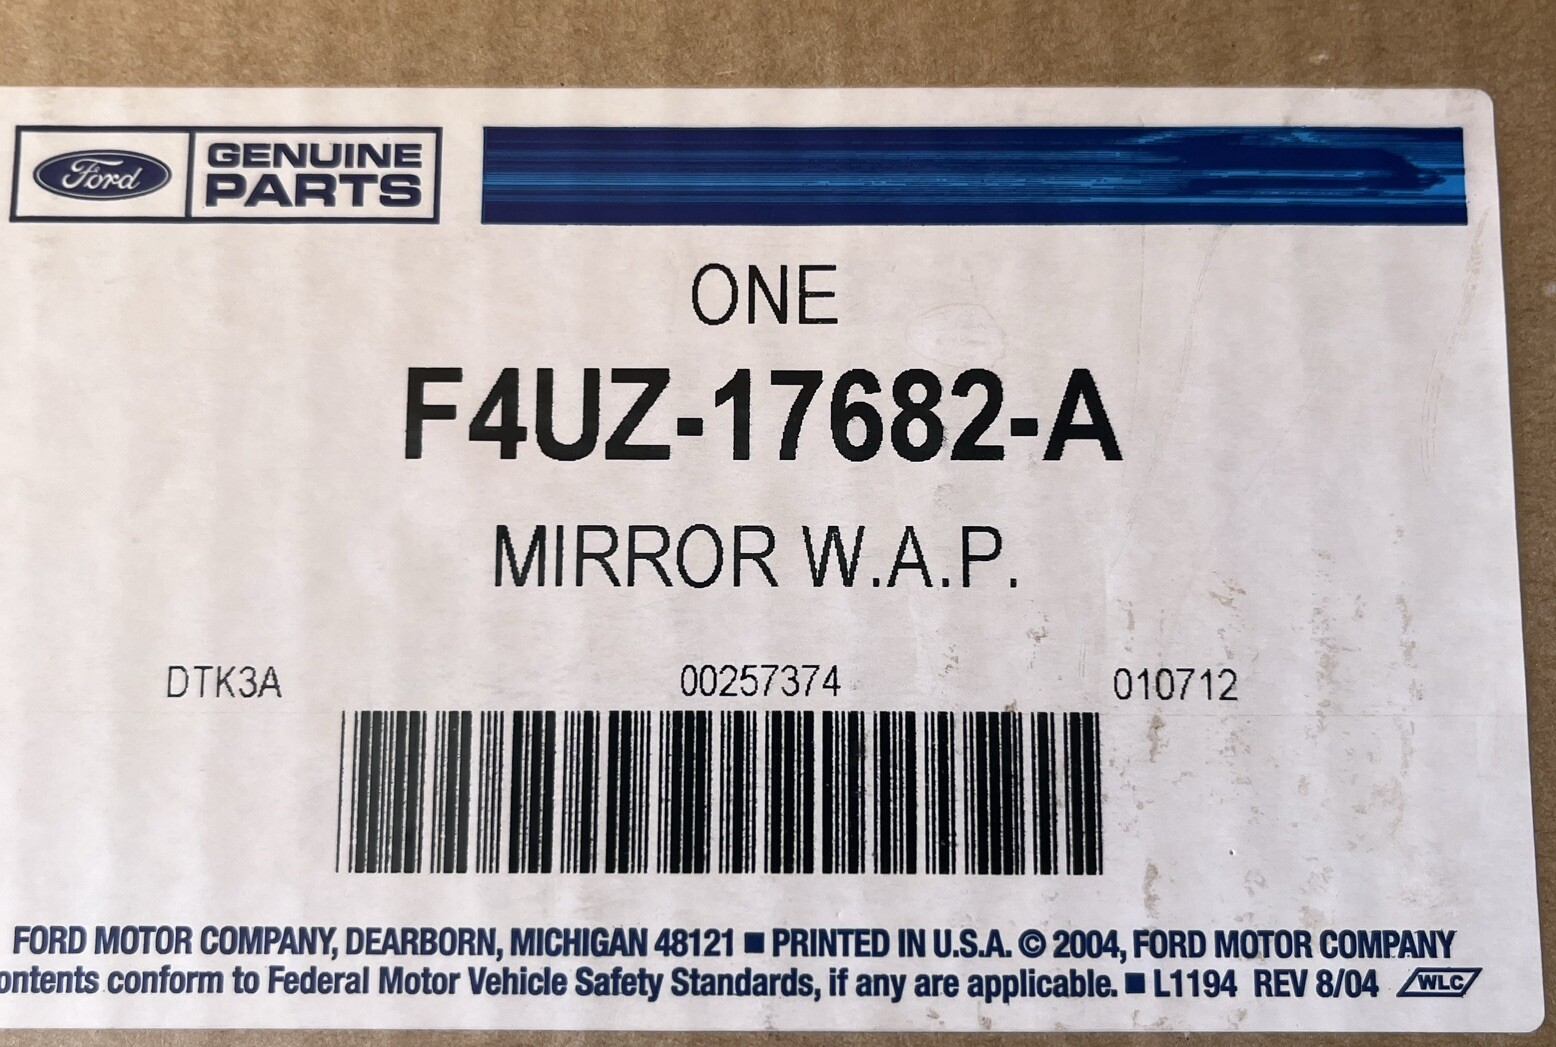 Ford GENUINE
PARTS
ONE
F4UZ-17682-A
MIRROR W.A.P.
DTK3A 00257374 010712
FORD MOTOR COMPANY, DEARBORN, MICHIGAN 48121 ■ PRINTED IN U.S.A. © 2004, FORD MOTOR COMPANY
ontents conform to Federal Motor Vehicle Safety Standards, if any are applicable. ■ L1194 REV 8/04 WLC